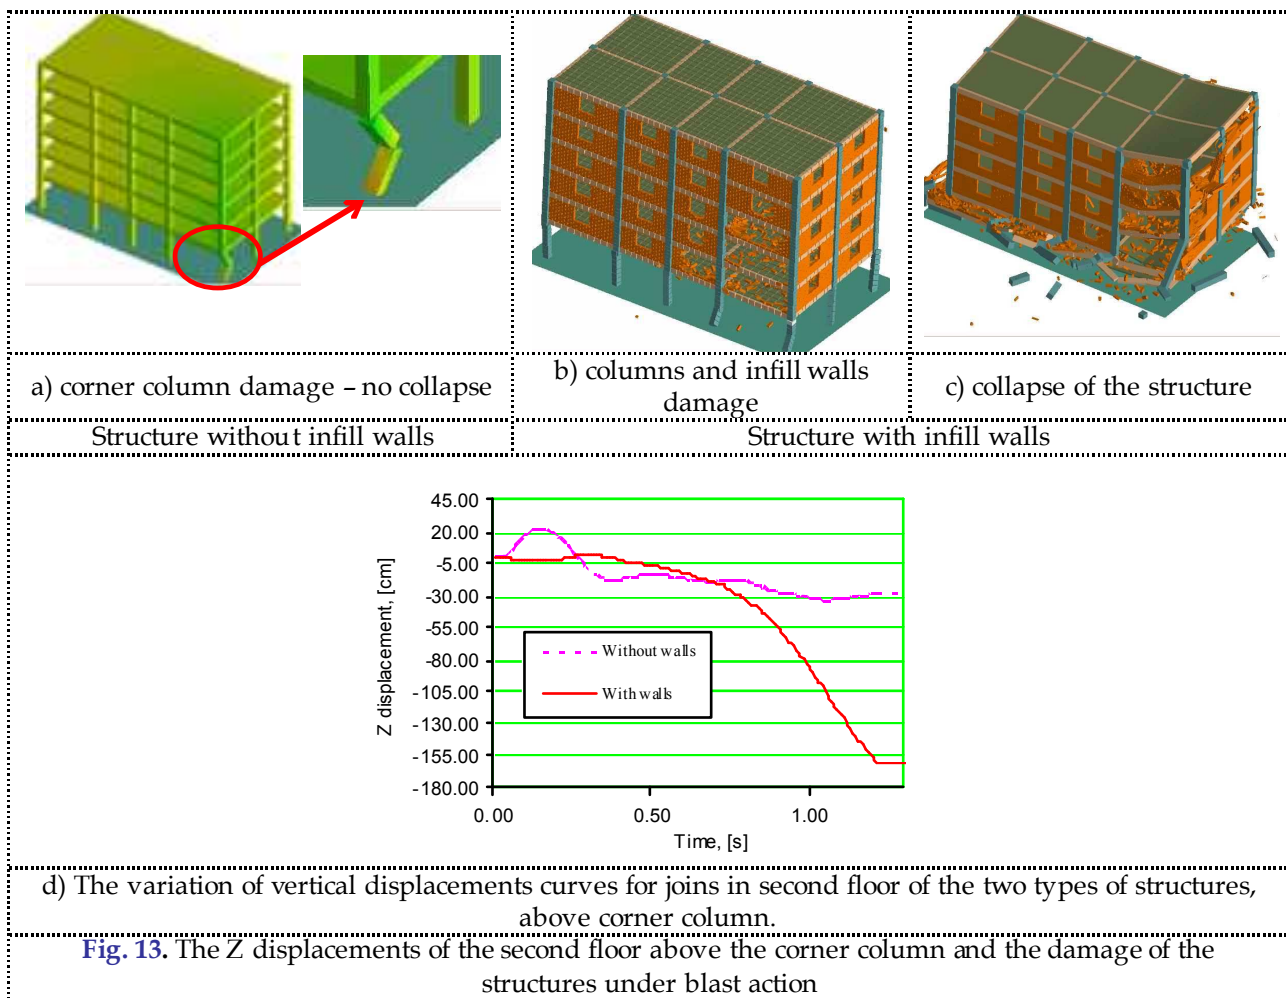 a) corner column damage – no collapse
b) columns and infill walls
damage
c) collapse of the structure
Structure without infill walls
Structure with infill walls
45.00
20.00
-5.00
-30.00
-55.00
-80.00
-105.00
-130.00
-155.00
-180.00
Z displacement, [cm]
Without walls
With walls
0.00
0.50
1.00
Time, [s]
d) The variation of vertical displacements curves for joins in second floor of the two types of structures,
above corner column.
Fig. 13. The Z displacements of the second floor above the corner column and the damage of the
structures under blast action